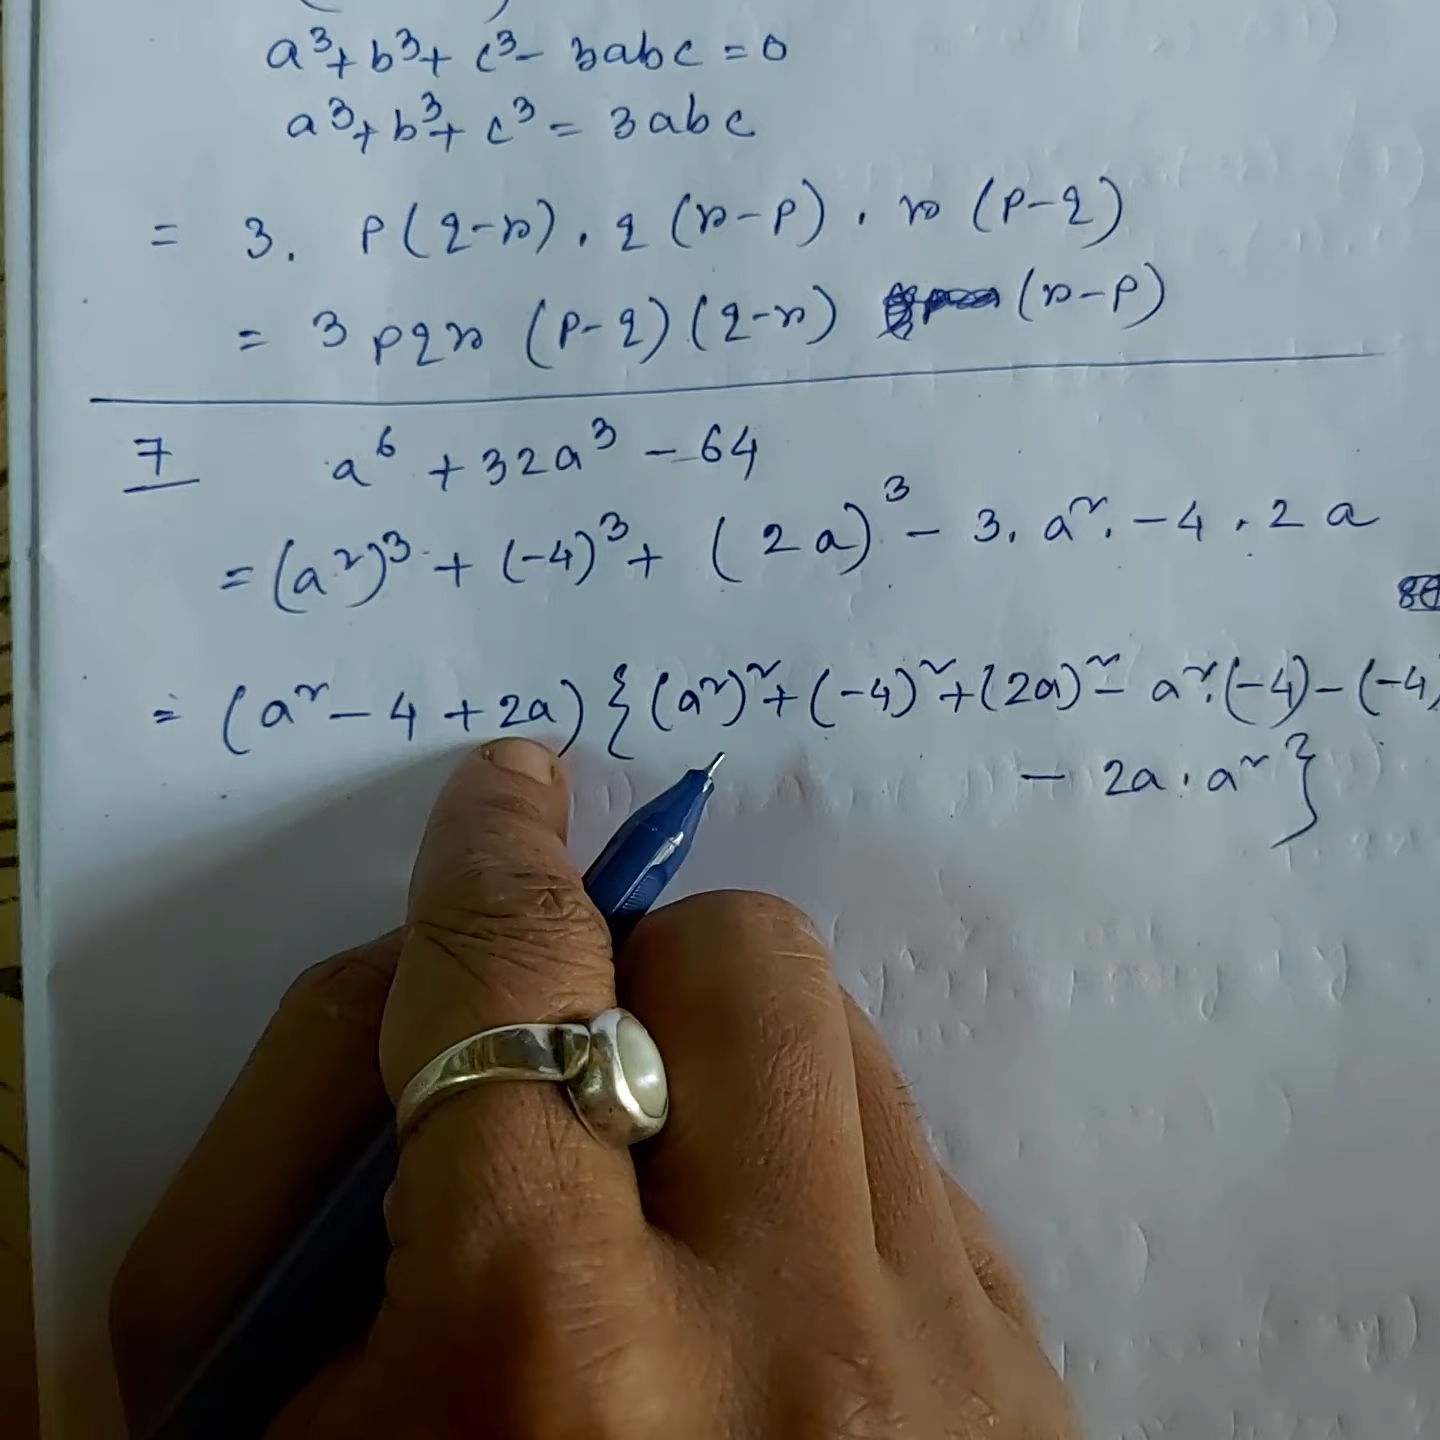 a³+b³+c³-3abc=0
a³+b³+c³=3abc
= 3. p(q-r).q(r-p).r(p-q)
= 3pqr(p-q)(q-r)(r-p)
7 a⁶+32a³-64
=(a²)³+(-4)³+(2a)³-3.a².-4.2a
=(a²-4+2a){(a²)²+(-4)²+(2a)²-a².(-4)-(-4)
-2a.a²}